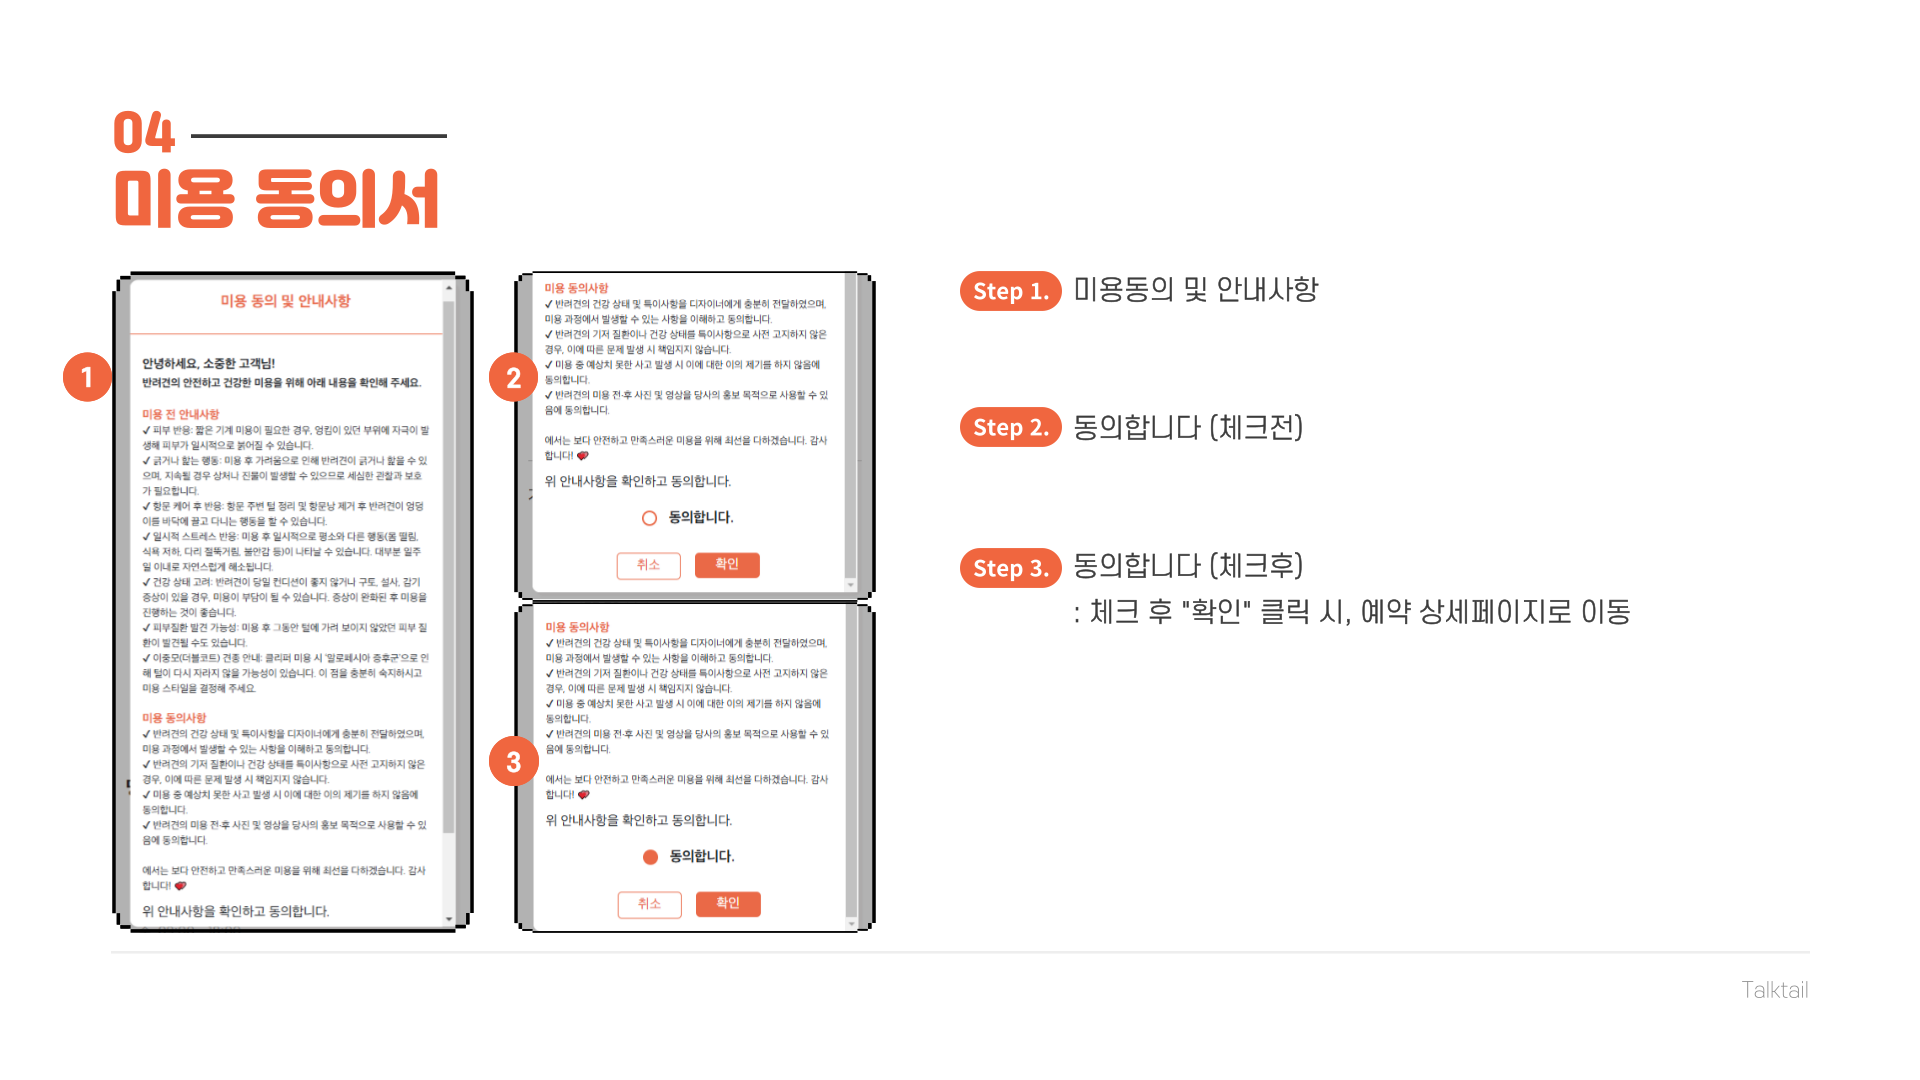 04
미용 동의서
1
미용 동의 및 안내사항
안녕하세요, 소중한 고객님!
반려견의 안전하고 건강한 미용을 위해 아래 내용을 확인해 주세요.
미용 전 안내사항
✓ 피부 반응: 짧은 기계 미용이 필요한 경우, 엉킴이 있던 부위에 자극이 발
생해 피부가 일시적으로 붉어질 수 있습니다.
✓ 긁거나 핥는 행동: 미용 후 가려움으로 인해 반려견이 긁거나 핥을 수 있
으며, 지속될 경우 상처나 진물이 발생할 수 있으므로 세심한 관찰과 보호
가 필요합니다.
✓ 항문 케어 후 반응: 항문 주변 털 정리 및 항문낭 제거 후 반려견이 엉덩
이를 바닥에 끌고 다니는 행동을 할 수 있습니다.
✓ 일시적 스트레스 반응: 미용 후 일시적으로 평소와 다른 행동(몸 떨림,
식욕 저하, 다리 절뚝거림, 불안감 등)이 나타날 수 있습니다. 대부분 일주
일 이내로 자연스럽게 해소됩니다.
✓ 건강 상태 고려: 반려견이 당일 컨디션이 좋지 않거나 구토, 설사, 감기
증상이 있을 경우, 미용이 부담이 될 수 있습니다. 증상이 완화된 후 미용을
진행하는 것이 좋습니다.
✓ 피부질환 발견 가능성: 미용 후 그동안 털에 가려 보이지 않았던 피부 질
환이 발견될 수도 있습니다.
✓ 이중모(더블코트) 견종 안내: 클리퍼 미용 시 '알로페시아 증후군'으로 인
해 털이 다시 자라지 않을 가능성이 있습니다. 이 점을 충분히 숙지하시고
미용 스타일을 결정해 주세요.
미용 동의사항
✓ 반려견의 건강 상태 및 특이사항을 디자이너에게 충분히 전달하였으며,
미용 과정에서 발생할 수 있는 사항을 이해하고 동의합니다.
✓ 반려견의 기저 질환이나 건강 상태를 특이사항으로 사전 고지하지 않은
경우, 이에 따른 문제 발생 시 책임지지 않습니다.
✓ 미용 중 예상치 못한 사고 발생 시 이에 대한 이의 제기를 하지 않음에
동의합니다.
✓ 반려견의 미용 전·후 사진 및 영상을 당사의 홍보 목적으로 사용할 수 있
음에 동의합니다.
에서는 보다 안전하고 만족스러운 미용을 위해 최선을 다하겠습니다. 감사
합니다! 💕
위 안내사항을 확인하고 동의합니다.
2
미용 동의사항
✓ 반려견의 건강 상태 및 특이사항을 디자이너에게 충분히 전달하였으며,
미용 과정에서 발생할 수 있는 사항을 이해하고 동의합니다.
✓ 반려견의 기저 질환이나 건강 상태를 특이사항으로 사전 고지하지 않은
경우, 이에 따른 문제 발생 시 책임지지 않습니다.
✓ 미용 중 예상치 못한 사고 발생 시 이에 대한 이의 제기를 하지 않음에
동의합니다.
✓ 반려견의 미용 전·후 사진 및 영상을 당사의 홍보 목적으로 사용할 수 있
음에 동의합니다.
에서는 보다 안전하고 만족스러운 미용을 위해 최선을 다하겠습니다. 감사
합니다! 💕
위 안내사항을 확인하고 동의합니다.
동의합니다.
취소 확인
3
미용 동의사항
✓ 반려견의 건강 상태 및 특이사항을 디자이너에게 충분히 전달하였으며,
미용 과정에서 발생할 수 있는 사항을 이해하고 동의합니다.
✓ 반려견의 기저 질환이나 건강 상태를 특이사항으로 사전 고지하지 않은
경우, 이에 따른 문제 발생 시 책임지지 않습니다.
✓ 미용 중 예상치 못한 사고 발생 시 이에 대한 이의 제기를 하지 않음에
동의합니다.
✓ 반려견의 미용 전·후 사진 및 영상을 당사의 홍보 목적으로 사용할 수 있
음에 동의합니다.
에서는 보다 안전하고 만족스러운 미용을 위해 최선을 다하겠습니다. 감사
합니다! 💕
위 안내사항을 확인하고 동의합니다.
동의합니다.
취소 확인
Step 1. 미용동의 및 안내사항
Step 2. 동의합니다 (체크전)
Step 3. 동의합니다 (체크후)
: 체크 후 "확인" 클릭 시, 예약 상세페이지로 이동
Talktail